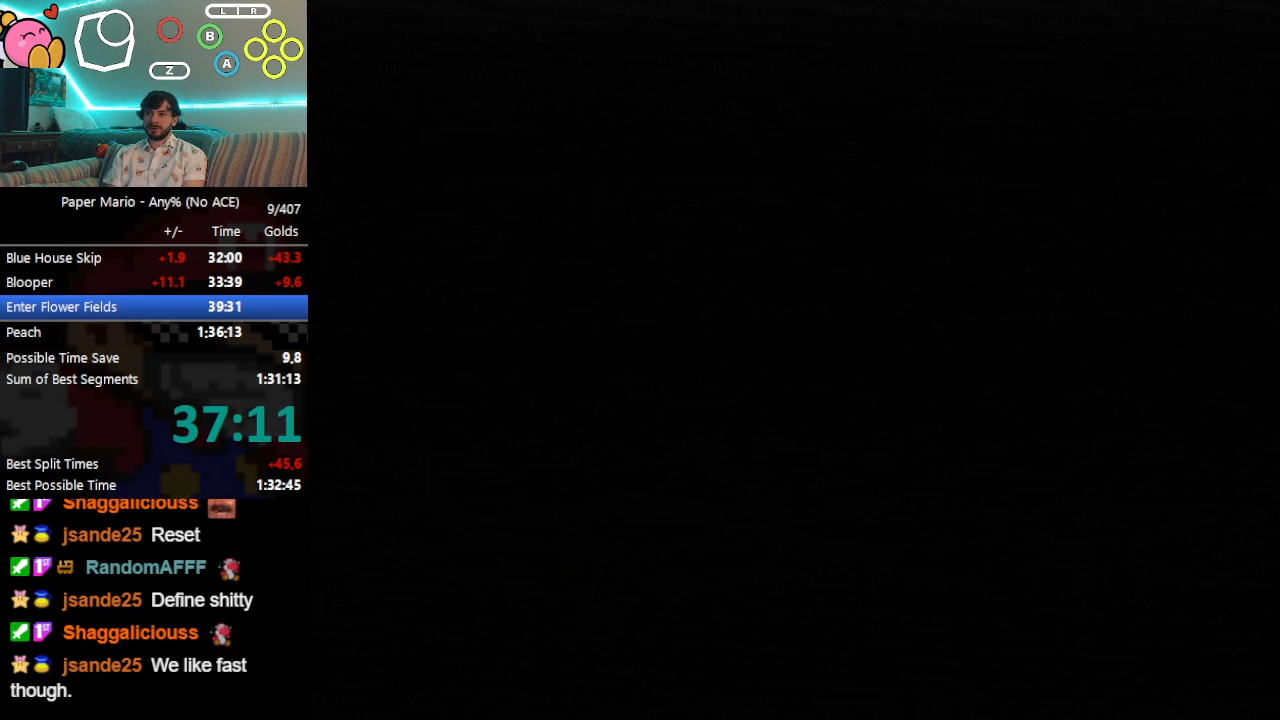 L R
B
A
Z
Paper Mario - Any% (No ACE)
9/407
+/- Time Golds
Blue House Skip +1.9 32:00 +43.3
Blooper +11.1 33:39 +9.6
Enter Flower Fields 39:31
Peach 1:36:13
Possible Time Save 9.8
Sum of Best Segments 1:31:13
37:11
Best Split Times +45.6
Best Possible Time 1:32:45
1ST Shaggaliciouss
jsande25 Reset
1ST RandomAFFF
jsande25 Define shitty
1ST Shaggaliciouss
jsande25 We like fast
though.